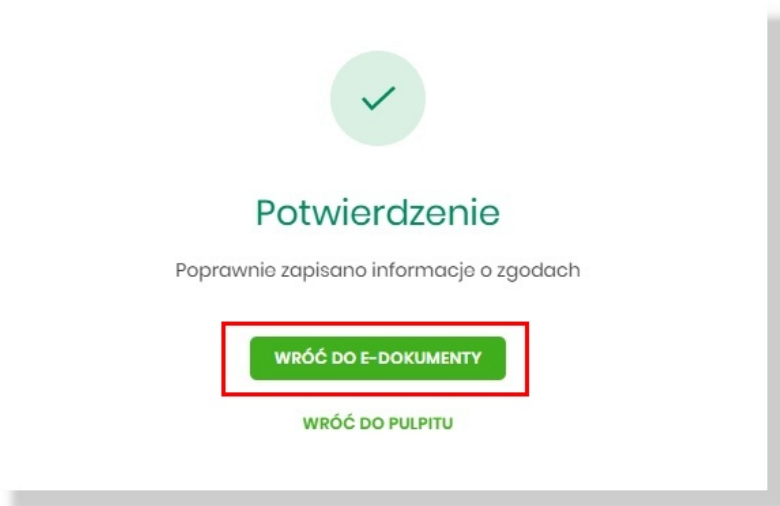 Potwierdzenie
Poprawnie zapisano informacje o zgodach
WRÓĆ DO E-DOKUMENTY
WRÓĆ DO PULPITU